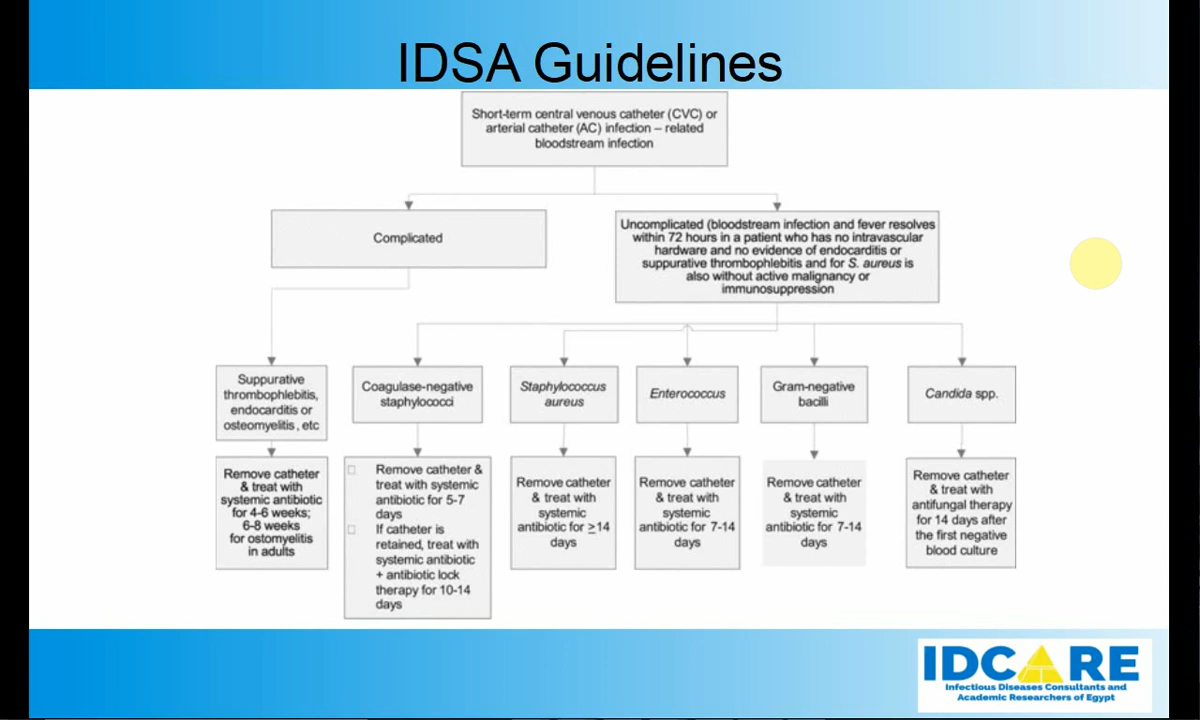 IDSA Guidelines
Short-term central venous catheter (CVC) or
arterial catheter (AC) infection – related
bloodstream infection
Complicated
Uncomplicated (bloodstream infection and fever resolves
within 72 hours in a patient who has no intravascular
hardware and no evidence of endocarditis or
suppurative thrombophlebitis and for S. aureus is
also without active malignancy or
immunosuppression
Suppurative
thrombophlebitis,
endocarditis or
osteomyelitis, etc
Coagulase-negative
staphylococci
Staphylococcus
aureus
Enterococcus
Gram-negative
bacilli
Candida spp.
Remove catheter
& treat with
systemic antibiotic
for 4-6 weeks;
6-8 weeks
for ostomyelitis
in adults
Remove catheter &
treat with systemic
antibiotic for 5-7
days
If catheter is
retained, treat with
systemic antibiotic
+ antibiotic lock
therapy for 10-14
days
Remove catheter
& treat with
systemic
antibiotic for ≥14
days
Remove catheter
& treat with
systemic
antibiotic for 7-14
days
Remove catheter
& treat with
systemic
antibiotic for 7-14
days
Remove catheter
& treat with
antifungal therapy
for 14 days after
the first negative
blood culture
IDCARE
Infectious Diseases Consultants and
Academic Researchers of Egypt